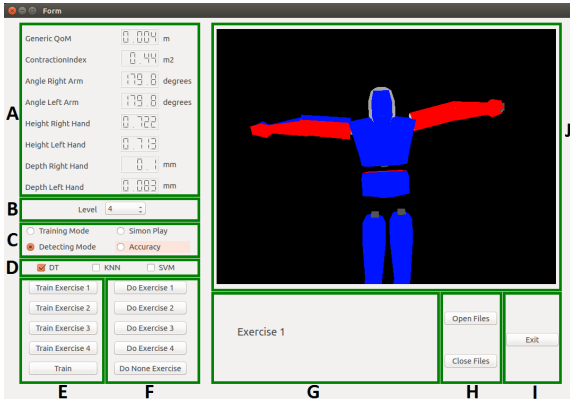 Form
Generic QoM 0.004 m
ContractionIndex 0.44 m2
Angle Right Arm 179.8 degrees
Angle Left Arm 179.8 degrees
Height Right Hand 0.722
Height Left Hand 0.713
Depth Right Hand 0.1 mm
Depth Left Hand 0.083 mm
A
J
B
Level 4
C
Training Mode Simon Play
Detecting Mode Accuracy
D
DT KNN SVM
Train Exercise 1 Do Exercise 1
Train Exercise 2 Do Exercise 2
Train Exercise 3 Do Exercise 3
Train Exercise 4 Do Exercise 4
Train Do None Exercise
Exercise 1
Open Files
Close Files
Exit
E F G H I